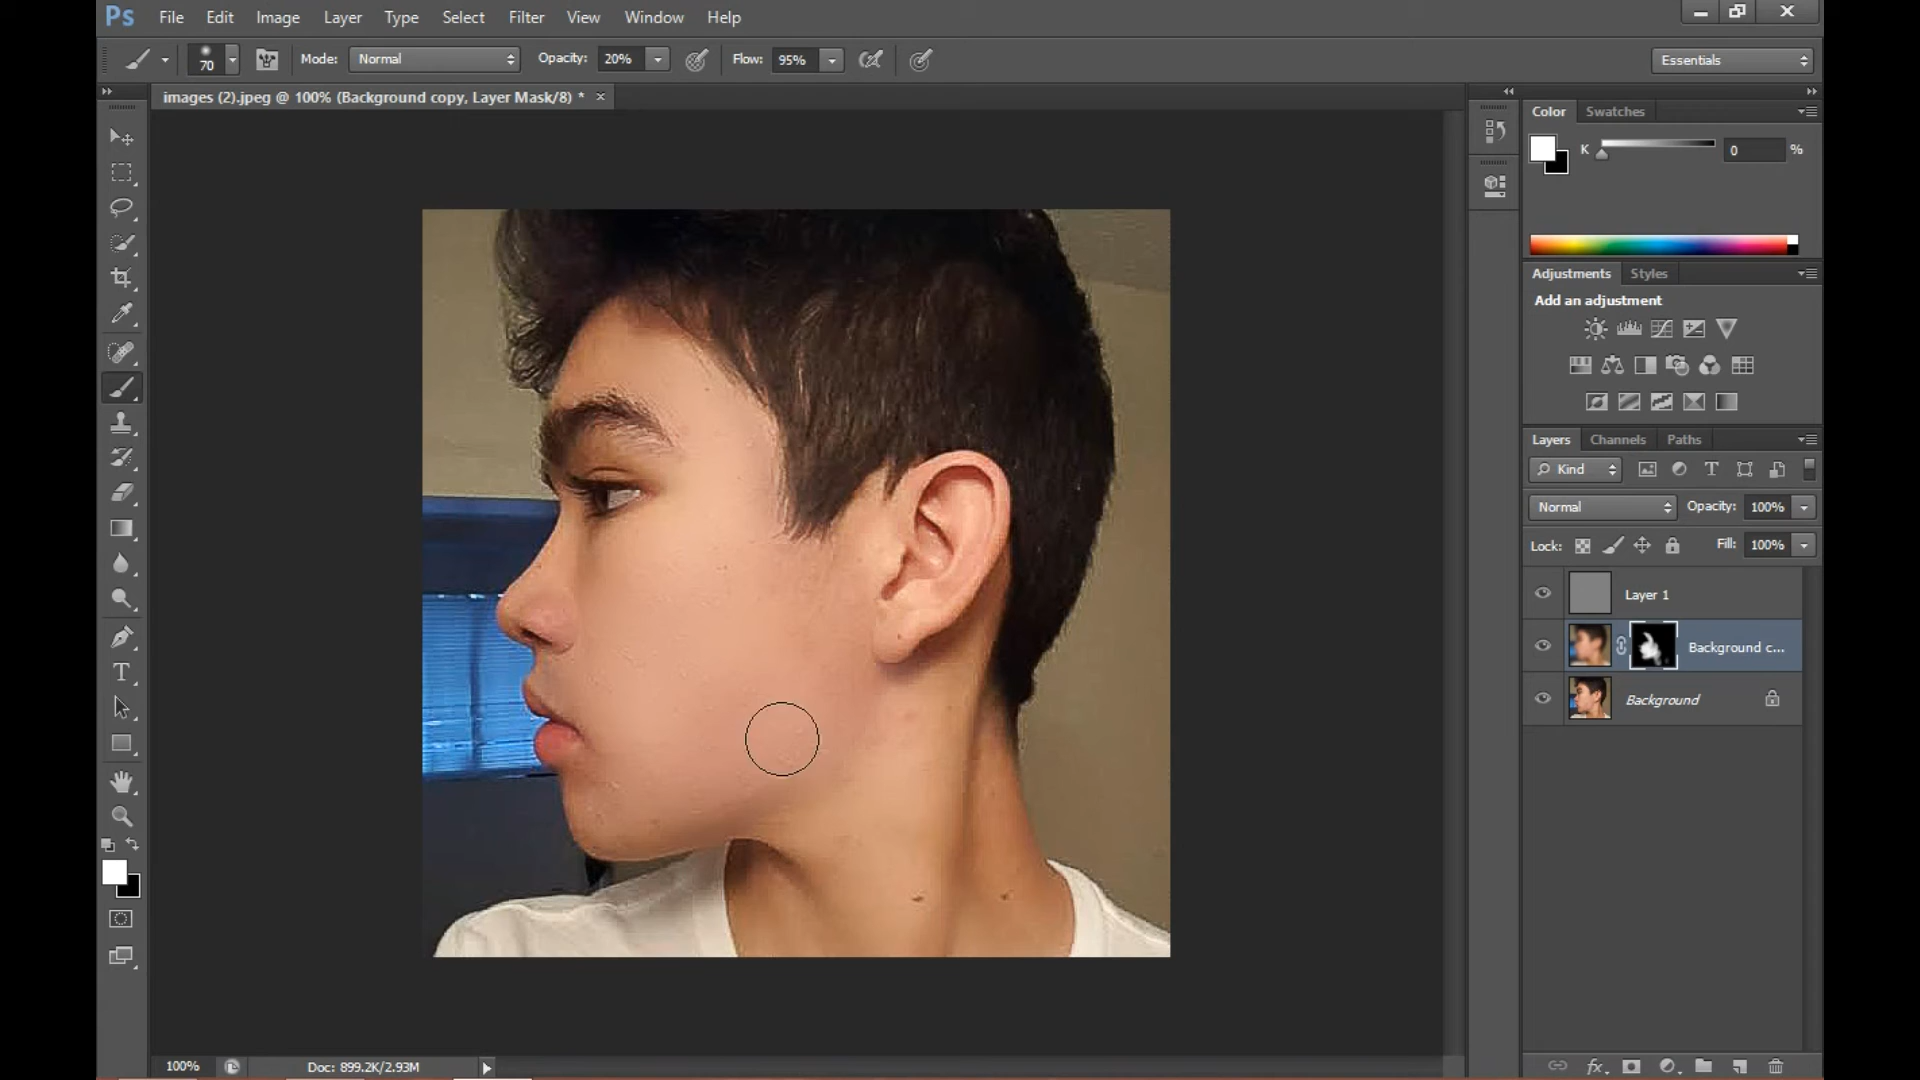 Ps File Edit Image Layer Type Select Filter View Window Help
70 Mode: Normal Opacity: 20% Flow: 95% Essentials
images (2).jpeg @ 100% (Background copy, Layer Mask/8) * ×
Color Swatches
K 0 %
Adjustments Styles
Add an adjustment
Layers Channels Paths
Kind
Normal Opacity: 100%
Lock: Fill: 100%
Layer 1
Background c...
Background
100% Doc: 899.2K/2.93M